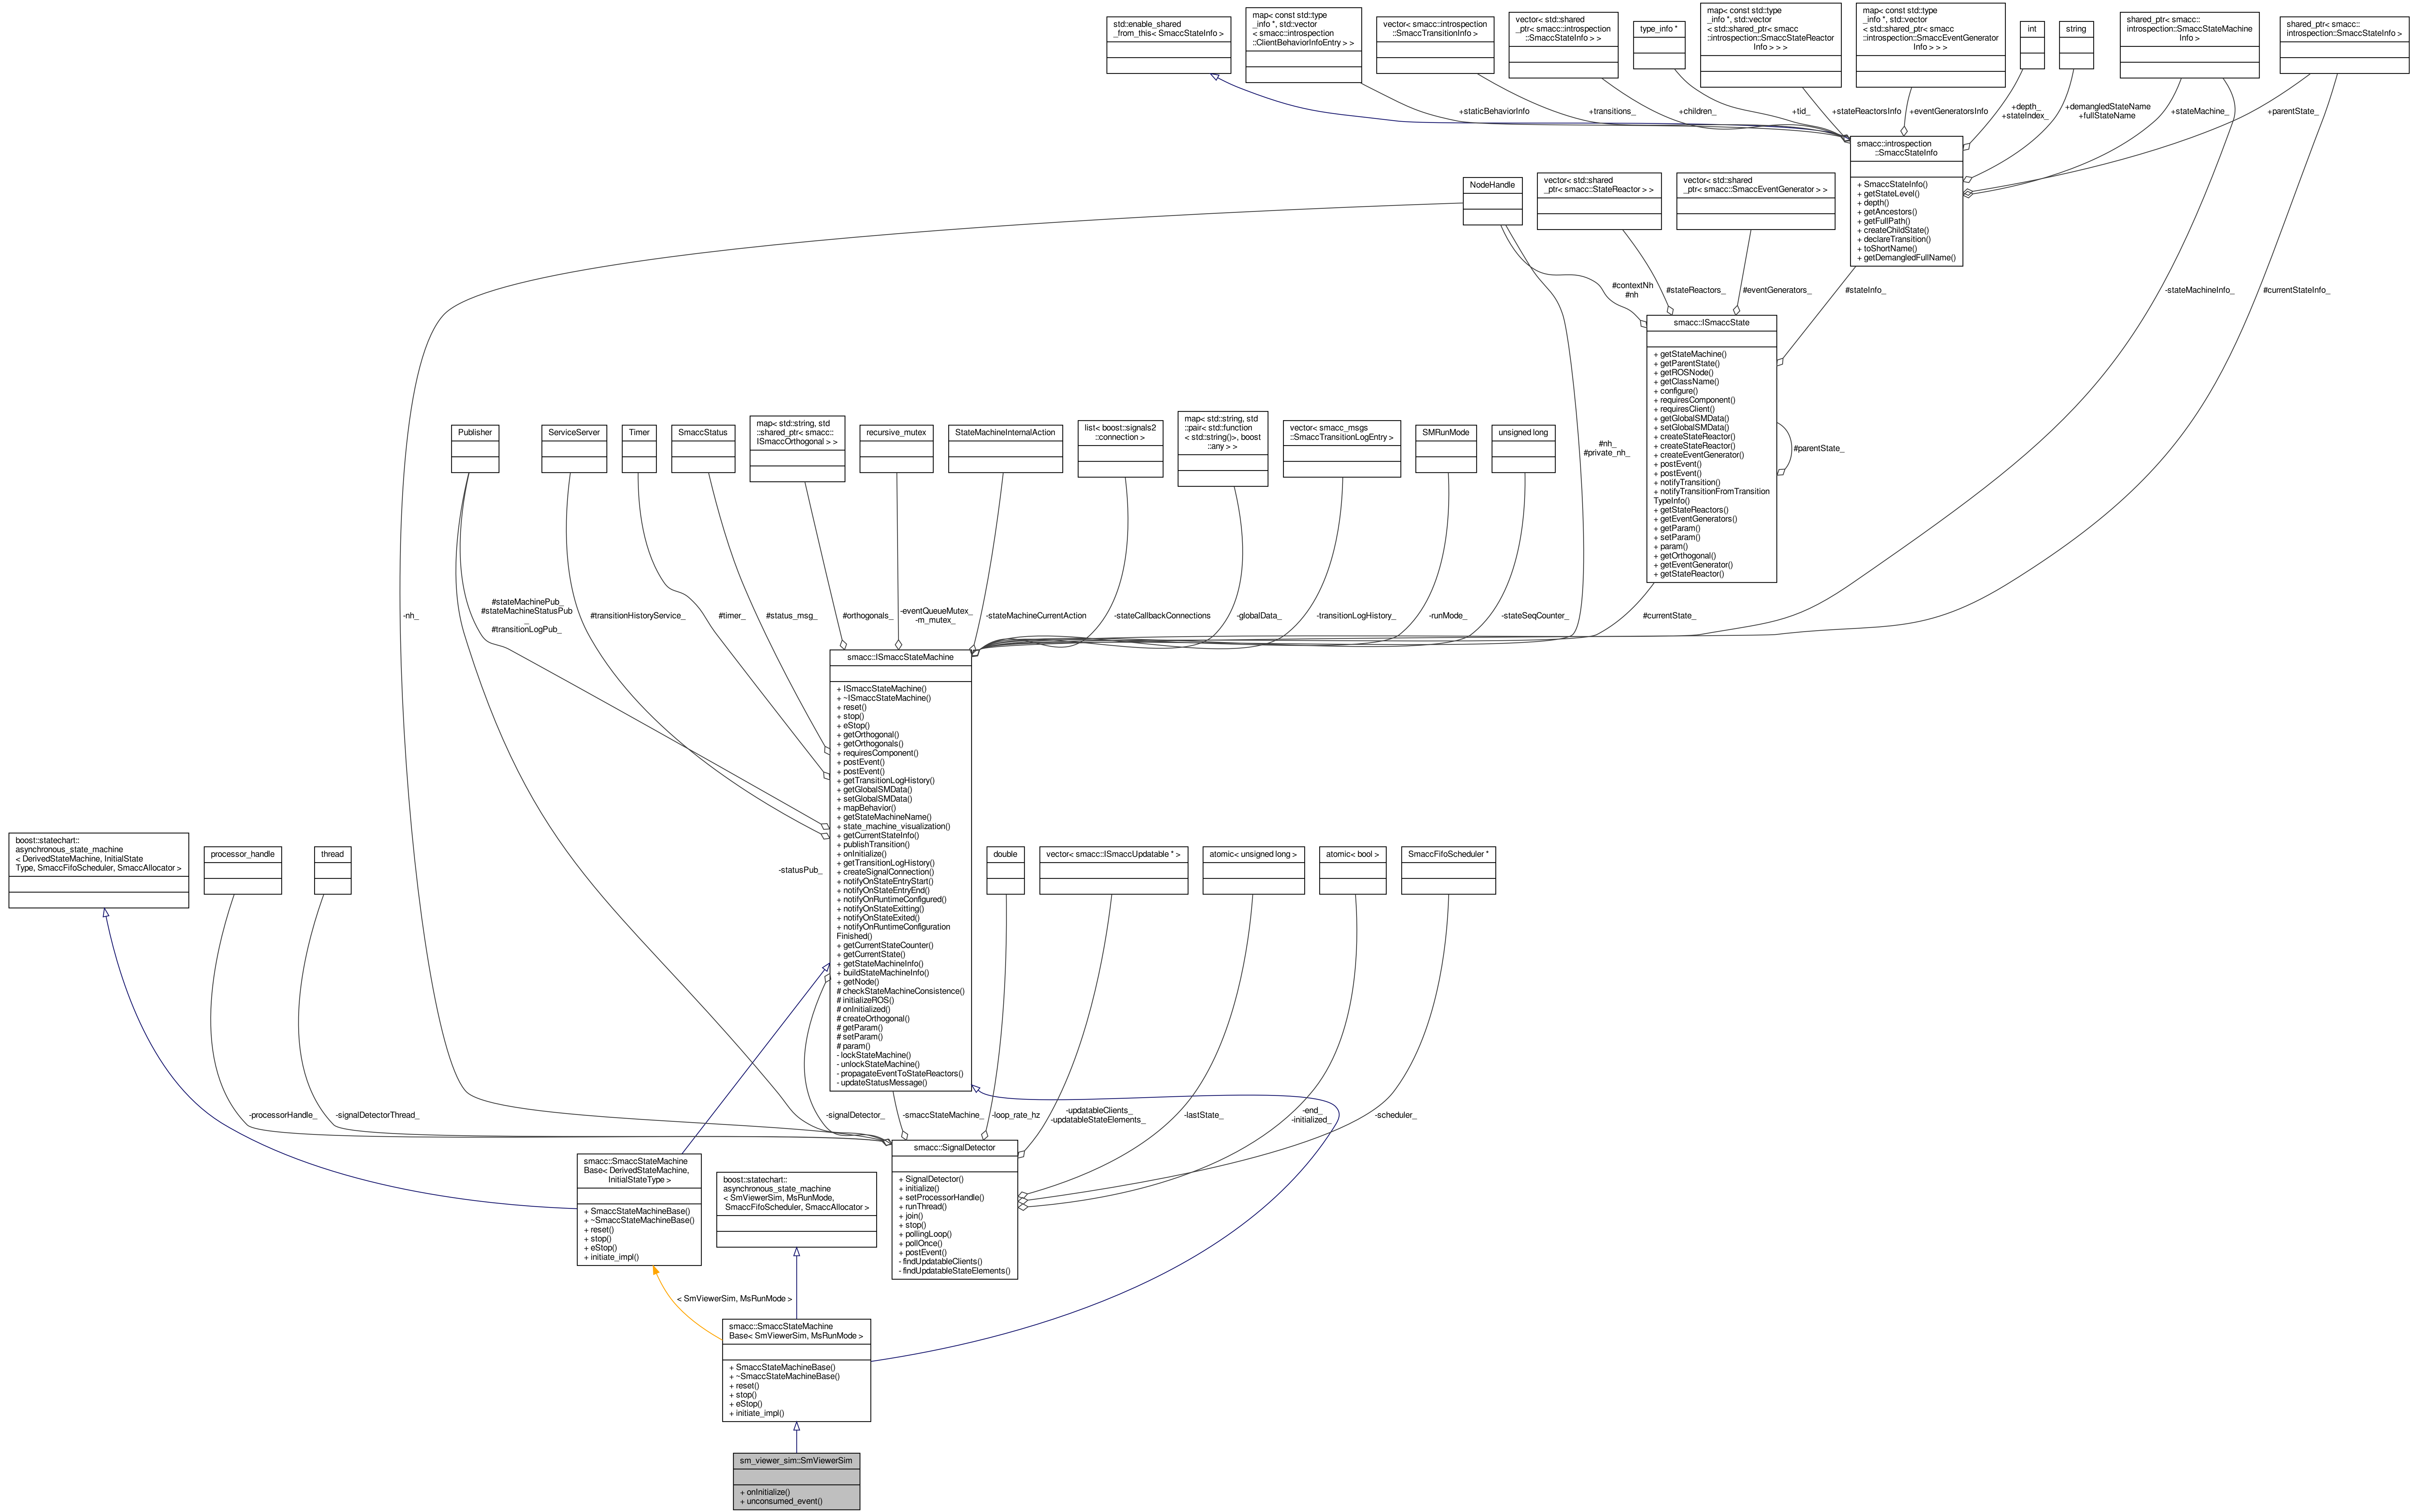 std::enable_shared
_from_this< SmaccStateInfo >
map< const std::type
_info *, std::vector
< smacc::introspection
::ClientBehaviorInfoEntry > >
vector< smacc::introspection
::SmaccTransitionInfo >
vector< std::shared
_ptr< smacc::introspection
::SmaccStateInfo > >
type_info *
map< const std::type
_info *, std::vector
< std::shared_ptr< smacc
::introspection::SmaccStateReactor
Info > > >
map< const std::type
_info *, std::vector
< std::shared_ptr< smacc
::introspection::SmaccEventGenerator
Info > > >
int
string
shared_ptr< smacc::
introspection::SmaccStateMachine
Info >
shared_ptr< smacc::
introspection::SmaccStateInfo >
+staticBehaviorInfo
+transitions_
+children_
+tid_
+stateReactorsInfo
+eventGeneratorsInfo
+depth_
+stateIndex_
+demangledStateName
+fullStateName
+stateMachine_
+parentState_
smacc::introspection
::SmaccStateInfo
+ SmaccStateInfo()
+ getStateLevel()
+ depth()
+ getAncestors()
+ getFullPath()
+ createChildState()
+ declareTransition()
+ toShortName()
+ getDemangledFullName()
NodeHandle
vector< std::shared
_ptr< smacc::StateReactor > >
vector< std::shared
_ptr< smacc::SmaccEventGenerator > >
#contextNh
#nh
#stateReactors_
#eventGenerators_
#stateInfo_
-stateMachineInfo_
#currentStateInfo_
smacc::ISmaccState
+ getStateMachine()
+ getParentState()
+ getROSNode()
+ getClassName()
+ configure()
+ requiresComponent()
+ requiresClient()
+ getGlobalSMData()
+ setGlobalSMData()
+ createStateReactor()
+ createStateReactor()
+ createEventGenerator()
+ postEvent()
+ postEvent()
+ notifyTransition()
+ notifyTransitionFromTransition
TypeInfo()
+ getStateReactors()
+ getEventGenerators()
+ getParam()
+ setParam()
+ param()
+ getOrthogonal()
+ getEventGenerator()
+ getStateReactor()
#parentState_
Publisher
ServiceServer
Timer
SmaccStatus
map< std::string, std
::shared_ptr< smacc::
ISmaccOrthogonal > >
recursive_mutex
StateMachineInternalAction
list< boost::signals2
::connection >
map< std::string, std
::pair< std::function
< std::string()>, boost
::any > >
vector< smacc_msgs
::SmaccTransitionLogEntry >
SMRunMode
unsigned long
#nh_
#private_nh_
-nh_
#stateMachinePub_
#stateMachineStatusPub
_
#transitionLogPub_
#transitionHistoryService_
#timer_
#status_msg_
#orthogonals_
-eventQueueMutex_
-m_mutex_
-stateMachineCurrentAction
-stateCallbackConnections
-globalData_
-transitionLogHistory_
-runMode_
-stateSeqCounter_
#currentState_
smacc::ISmaccStateMachine
+ ISmaccStateMachine()
+ ~ISmaccStateMachine()
+ reset()
+ stop()
+ eStop()
+ getOrthogonal()
+ getOrthogonals()
+ requiresComponent()
+ postEvent()
+ postEvent()
+ getTransitionLogHistory()
+ getGlobalSMData()
+ setGlobalSMData()
+ mapBehavior()
+ getStateMachineName()
+ state_machine_visualization()
+ getCurrentStateInfo()
+ publishTransition()
+ onInitialize()
+ getTransitionLogHistory()
+ createSignalConnection()
+ notifyOnStateEntryStart()
+ notifyOnStateEntryEnd()
+ notifyOnRuntimeConfigured()
+ notifyOnStateExitting()
+ notifyOnStateExited()
+ notifyOnRuntimeConfiguration
Finished()
+ getCurrentStateCounter()
+ getCurrentState()
+ getStateMachineInfo()
+ buildStateMachineInfo()
+ getNode()
# checkStateMachineConsistence()
# initializeROS()
# onInitialized()
# createOrthogonal()
# getParam()
# setParam()
# param()
- lockStateMachine()
- unlockStateMachine()
- propagateEventToStateReactors()
- updateStatusMessage()
boost::statechart::
asynchronous_state_machine
< DerivedStateMachine, InitialState
Type, SmaccFifoScheduler, SmaccAllocator >
processor_handle
thread
-statusPub_
double
vector< smacc::ISmaccUpdatable * >
atomic< unsigned long >
atomic< bool >
SmaccFifoScheduler *
-processorHandle_
-signalDetectorThread_
-signalDetector_
-smaccStateMachine_
-loop_rate_hz
-updatableClients_
-updatableStateElements_
-lastState_
-end_
-initialized_
-scheduler_
smacc::SignalDetector
+ SignalDetector()
+ initialize()
+ setProcessorHandle()
+ runThread()
+ join()
+ stop()
+ pollingLoop()
+ pollOnce()
+ postEvent()
- findUpdatableClients()
- findUpdatableStateElements()
smacc::SmaccStateMachine
Base< DerivedStateMachine,
InitialStateType >
+ SmaccStateMachineBase()
+ ~SmaccStateMachineBase()
+ reset()
+ stop()
+ eStop()
+ initiate_impl()
boost::statechart::
asynchronous_state_machine
< SmViewerSim, MsRunMode,
SmaccFifoScheduler, SmaccAllocator >
< SmViewerSim, MsRunMode >
smacc::SmaccStateMachine
Base< SmViewerSim, MsRunMode >
+ SmaccStateMachineBase()
+ ~SmaccStateMachineBase()
+ reset()
+ stop()
+ eStop()
+ initiate_impl()
sm_viewer_sim::SmViewerSim
+ onInitialize()
+ unconsumed_event()